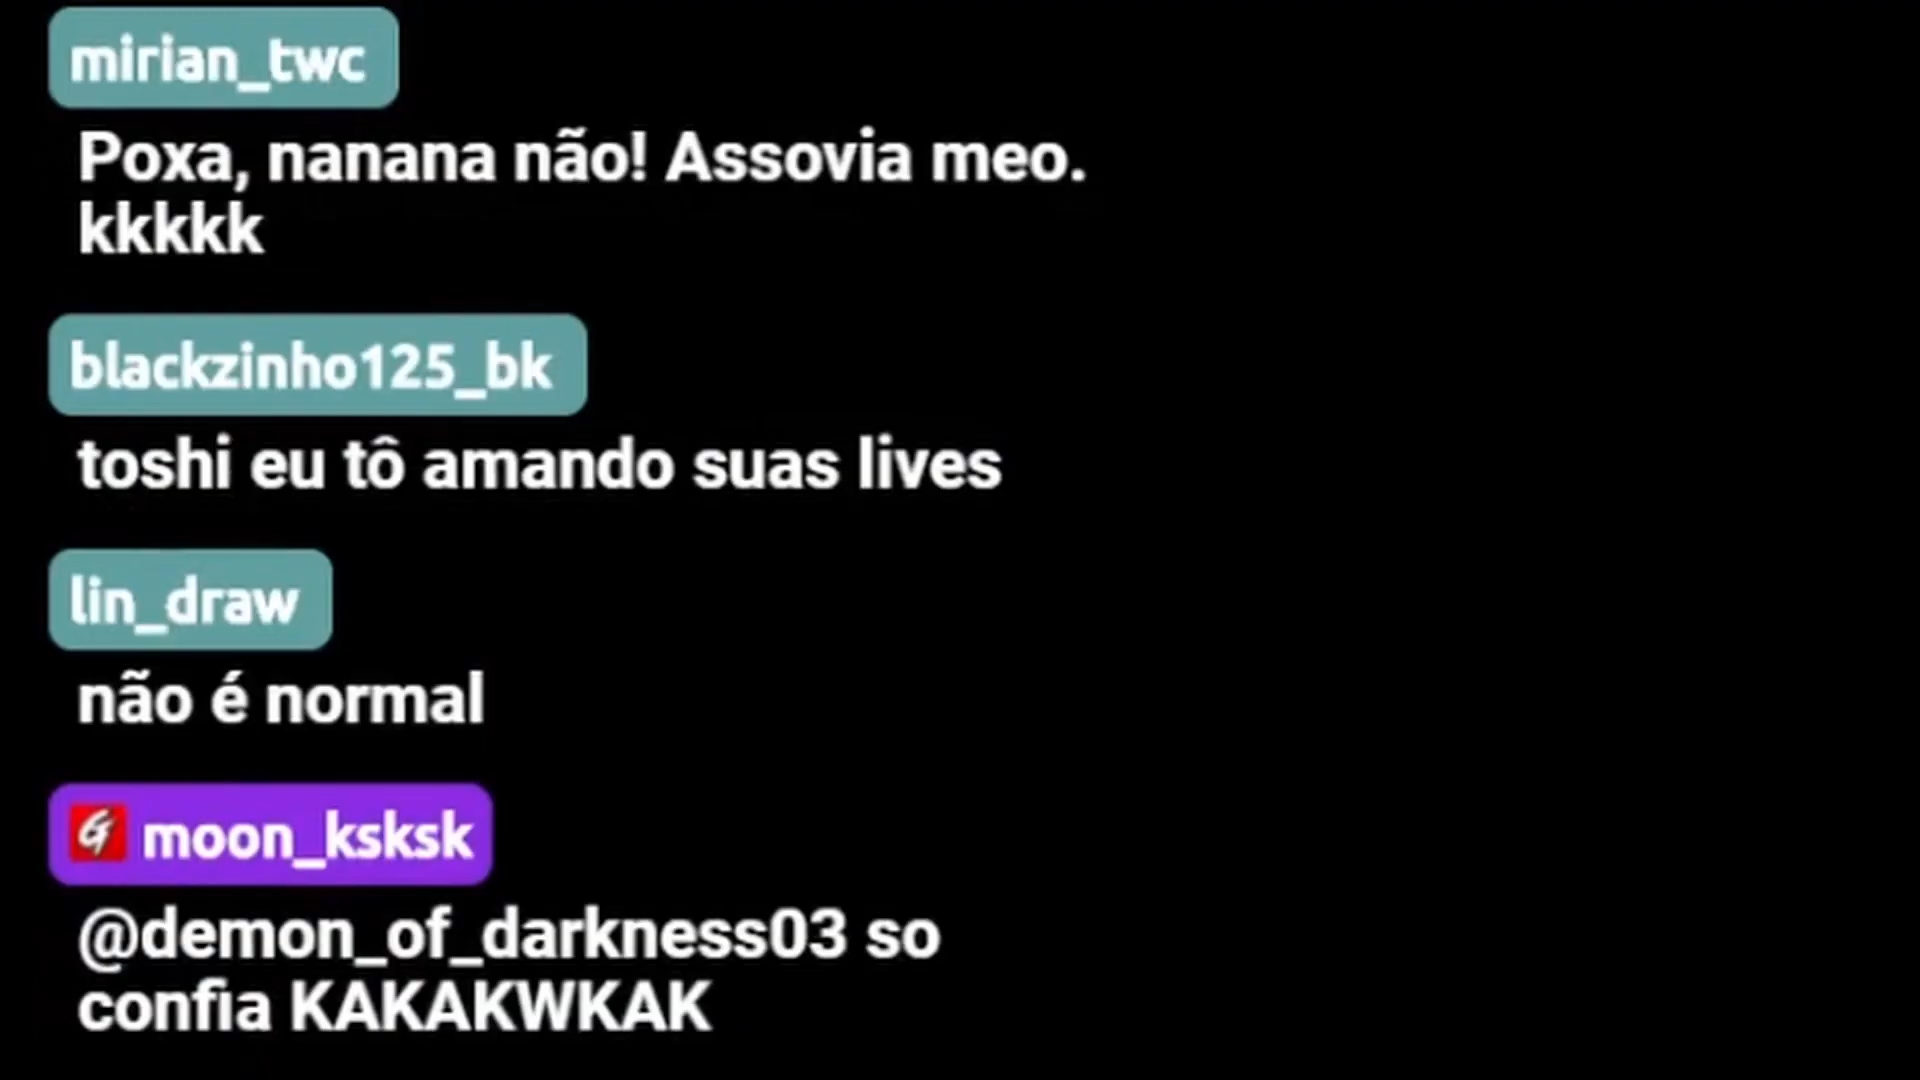 mirian_twc
Poxa, nanana não! Assovia meo.
kkkkk
blackzinho125_bk
toshi eu tô amando suas lives
lin_draw
não é normal
G moon_ksksk
@demon_of_darkness03 so
confia KAKAKWKAK